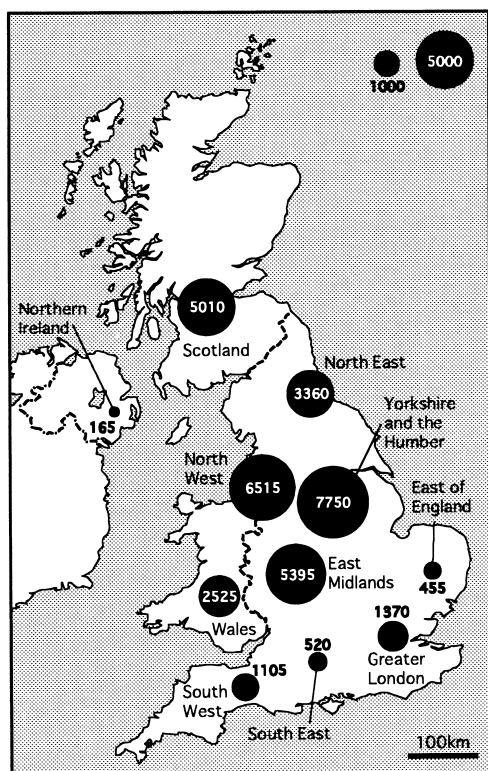 1000
5000
5010
Scotland
Northern
Ireland
165
North East
3360
Yorkshire
and the
Humber
North
West
6515
7750
East of
England
455
5395
East
Midlands
2525
Wales
1370
Greater
London
520
South East
1105
South
West
100km